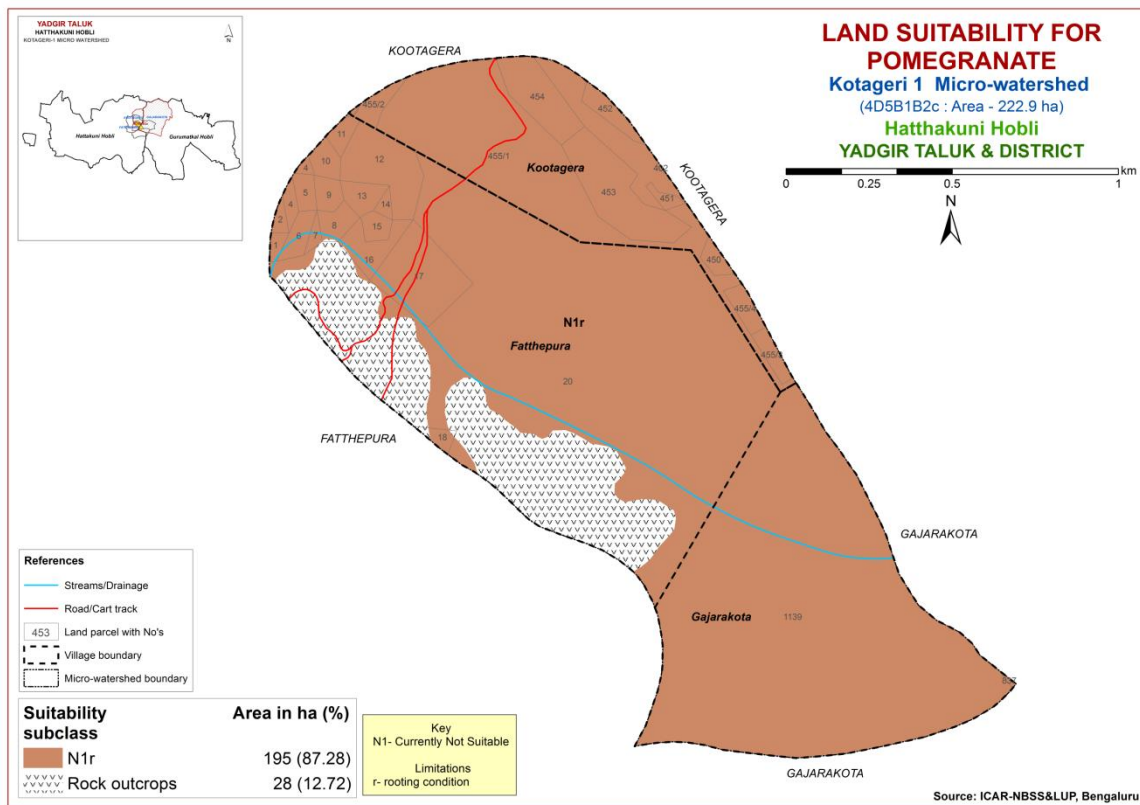 YADGIR TALUK
HATTHAKUNI HOBLI
KOTAGERI-1 MICRO WATERSHED
N
Hattakuni Hobli
Gurumatkal Hobli
LAND SUITABILITY FOR
POMEGRANATE
Kotageri 1 Micro-watershed
(4D5B1B2c : Area - 222.9 ha)
Hatthakuni Hobli
YADGIR TALUK & DISTRICT
km
0 0.25 0.5 1
N
KOOTAGERA
454
452
455/2
11
12
455/1
10
4
Kootagera
462
453
451
KOOTAGERA
5
9
13
14
4
2
8
15
6
7
1
16
17
450
455/4
N1r
Fatthepura
455/3
20
FATTHEPURA
18
GAJARAKOTA
Gajarakota
1139
GAJARAKOTA
References
Streams/Drainage
Road/Cart track
453 Land parcel with No's
Village boundary
Micro-watershed boundary
Suitability subclass
Area in ha (%)
N1r 195 (87.28)
Rock outcrops 28 (12.72)
Key
N1- Currently Not Suitable
Limitations
r- rooting condition
Source: ICAR-NBSS&LUP, Bengaluru